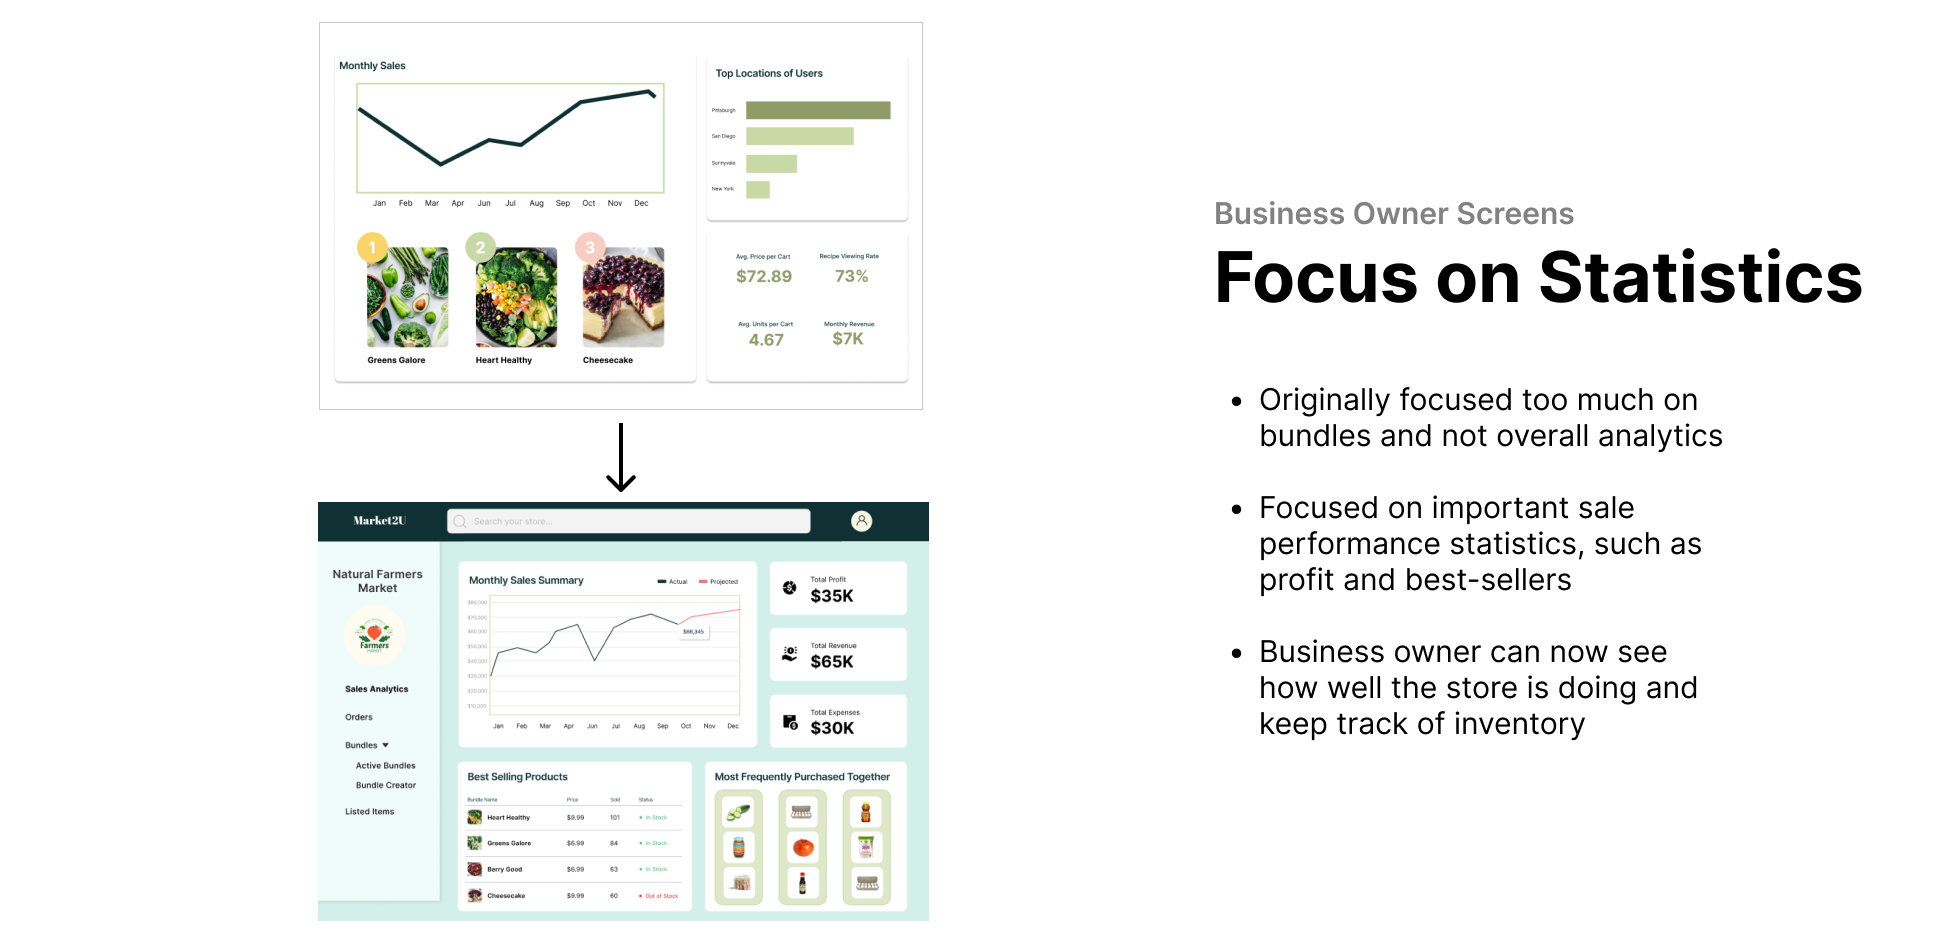 Monthly Sales
Jan Feb Mar Apr Jun Jul Aug Sep Oct Nov Dec
1 2 3
Greens Galore Heart Healthy Cheesecake
Top Locations of Users
Pittsburgh
San Diego
Sunnyvale
New York
Avg. Price per Cart Recipe Viewing Rate
$72.89 73%
Avg. Units per Cart Monthly Revenue
4.67 $7K
Market2U
Search your store...
Natural Farmers
Market
Farmers
MARKET
Sales Analytics
Orders
Bundles
Active Bundles
Bundle Creator
Listed Items
Monthly Sales Summary
Actual Projected
$80,000
$70,000
$60,000
$50,000
$40,000
$30,000
$20,000
$10,000
Jan Feb Mar Apr Jun Jul Aug Sep Oct Nov Dec
Total Profit
$35K
Total Revenue
$65K
Total Expenses
$30K
Best Selling Products
Bundle Name Price Sold Status
Heart Healthy $9.99 101 In Stock
Greens Galore $6.99 84 In Stock
Berry Good $6.99 63 In Stock
Cheesecake $9.99 60 Out of Stock
Most Frequently Purchased Together
Business Owner Screens
Focus on Statistics
• Originally focused too much on
bundles and not overall analytics
• Focused on important sale
performance statistics, such as
profit and best-sellers
• Business owner can now see
how well the store is doing and
keep track of inventory